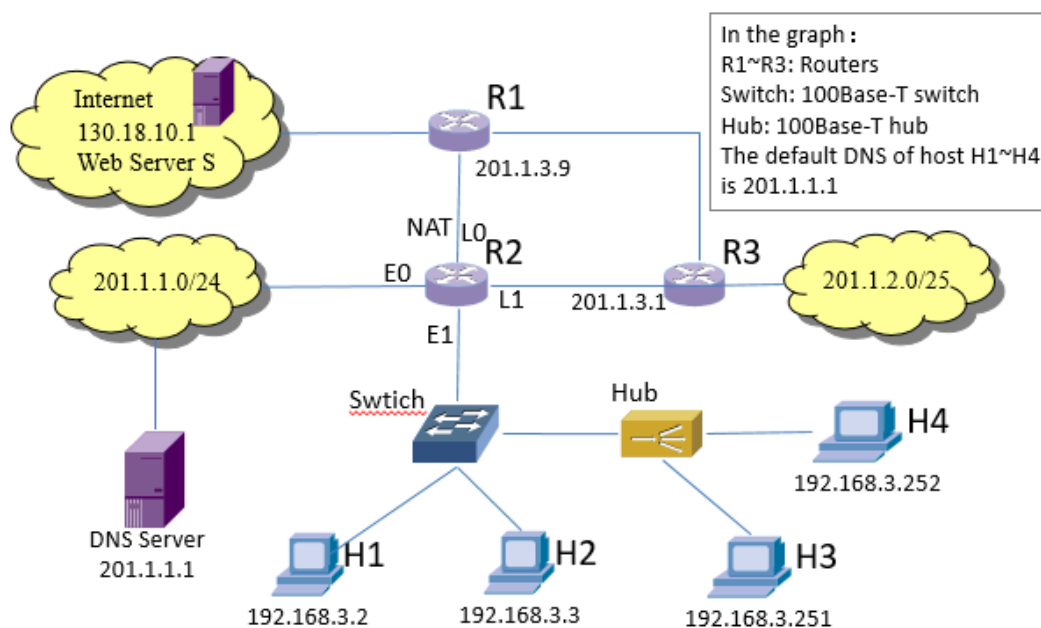 In the graph：
R1~R3: Routers
Switch: 100Base-T switch
Hub: 100Base-T hub
The default DNS of host H1~H4
is 201.1.1.1
Internet
130.18.10.1
Web Server S
R1
201.1.3.9
NAT
L0
R2
R3
201.1.1.0/24
E0
L1
201.1.3.1
201.1.2.0/25
E1
Swtich
Hub
H4
192.168.3.252
DNS Server
201.1.1.1
H1
192.168.3.2
H2
192.168.3.3
H3
192.168.3.251